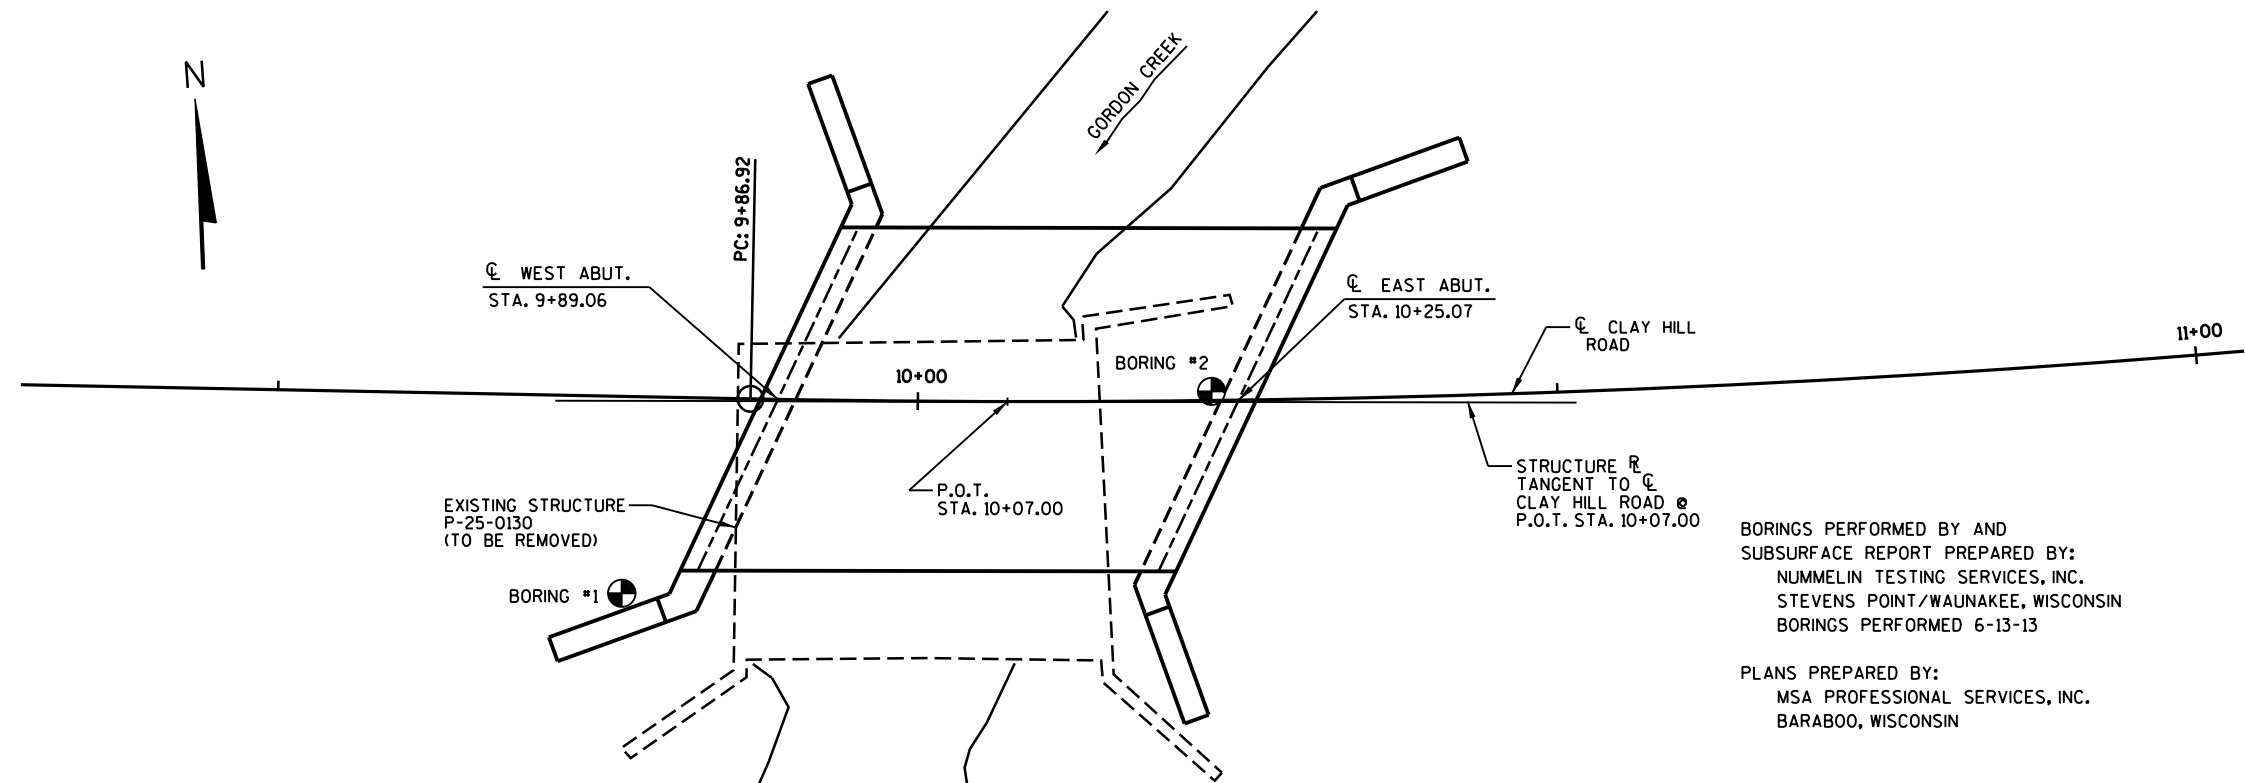 N
GORDON CREEK
PC: 9+86.92
℄ WEST ABUT.
STA. 9+89.06
℄ EAST ABUT.
STA. 10+25.07
℄ CLAY HILL
ROAD
11+00
BORING #2
10+00
P.O.T.
STA. 10+07.00
STRUCTURE R̲L
TANGENT TO ℄
CLAY HILL ROAD @
P.O.T. STA. 10+07.00
EXISTING STRUCTURE
P-25-0130
(TO BE REMOVED)
BORING #1
BORINGS PERFORMED BY AND
SUBSURFACE REPORT PREPARED BY:
NUMMELIN TESTING SERVICES, INC.
STEVENS POINT/WAUNAKEE, WISCONSIN
BORINGS PERFORMED 6-13-13
PLANS PREPARED BY:
MSA PROFESSIONAL SERVICES, INC.
BARABOO, WISCONSIN